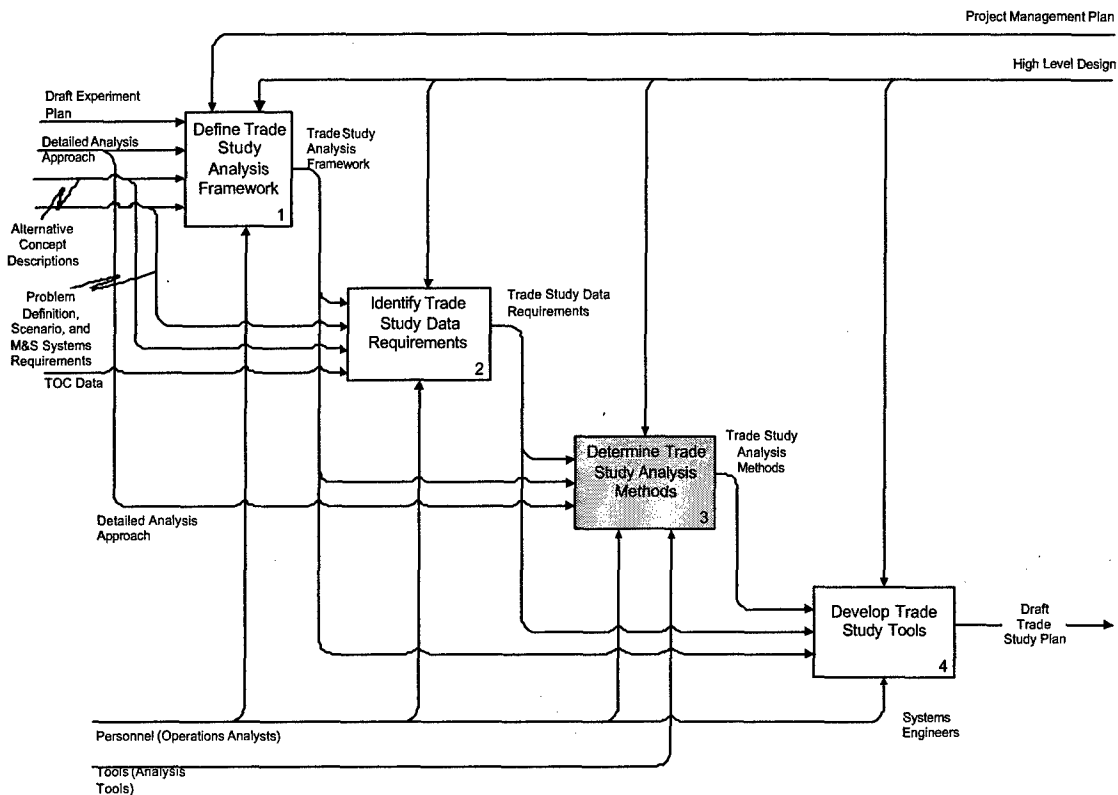 Project Management Plan
High Level Design
Draft Experiment
Plan
Detailed Analysis
Approach
Define Trade
Study
Analysis
Framework
1
Trade Study
Analysis
Framework
Alternative
Concept
Descriptions
Problem
Definition,
Scenario, and
M&S Systems
Requirements
TOC Data
Identify Trade
Study Data
Requirements
2
Trade Study Data
Requirements
Determine Trade
Study Analysis
Methods
3
Trade Study
Analysis
Methods
Detailed Analysis
Approach
Develop Trade
Study Tools
4
Draft
Trade
Study Plan
Systems
Engineers
Personnel (Operations Analysts)
Tools (Analysis
Tools)